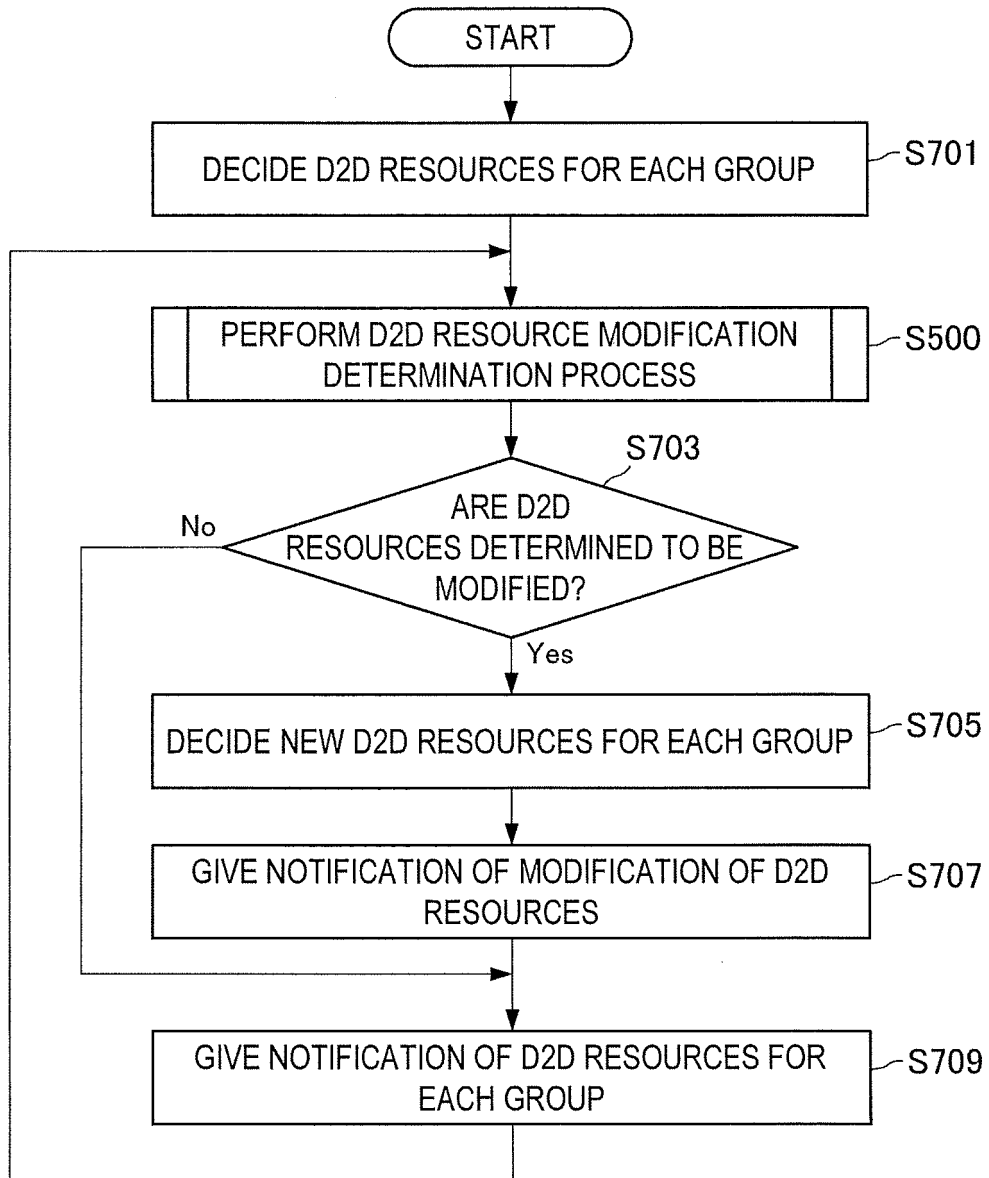 START
DECIDE D2D RESOURCES FOR EACH GROUP
S701
PERFORM D2D RESOURCE MODIFICATION
DETERMINATION PROCESS
S500
S703
ARE D2D
RESOURCES DETERMINED TO BE
MODIFIED?
No
Yes
DECIDE NEW D2D RESOURCES FOR EACH GROUP
S705
GIVE NOTIFICATION OF MODIFICATION OF D2D
RESOURCES
S707
GIVE NOTIFICATION OF D2D RESOURCES FOR
EACH GROUP
S709